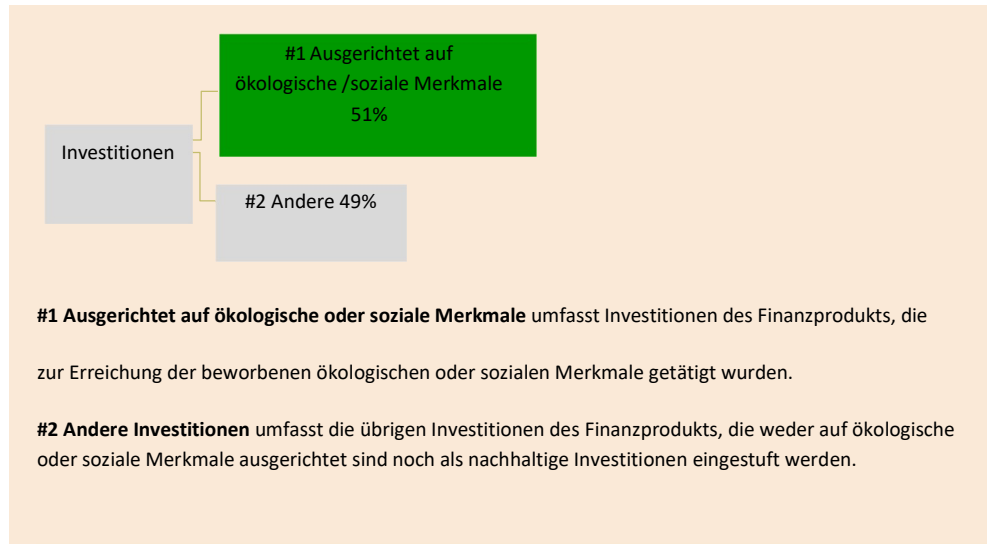 #1 Ausgerichtet auf
ökologische /soziale Merkmale
51%
Investitionen
#2 Andere 49%
#1 Ausgerichtet auf ökologische oder soziale Merkmale umfasst Investitionen des Finanzprodukts, die
zur Erreichung der beworbenen ökologischen oder sozialen Merkmale getätigt wurden.
#2 Andere Investitionen umfasst die übrigen Investitionen des Finanzprodukts, die weder auf ökologische
oder soziale Merkmale ausgerichtet sind noch als nachhaltige Investitionen eingestuft werden.